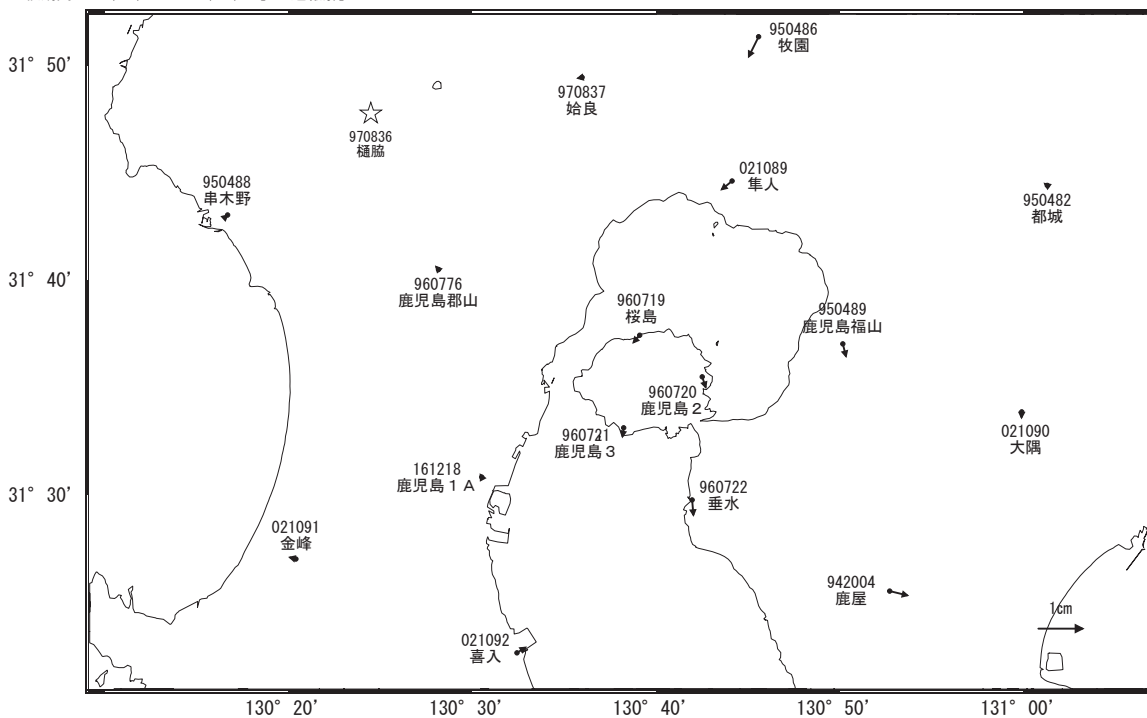 31° 50’
31° 40’
31° 30’
950486
牧園
970837
姶良
970836
樋脇
021089
隼人
950488
串木野
950482
都城
960776
鹿児島郡山
960719
桜島
950489
鹿児島福山
960720
鹿児島２
960721
鹿児島３
021090
大隅
161218
鹿児島１Ａ
960722
垂水
021091
金峰
942004
鹿屋
1cm
021092
喜入
130° 20’
130° 30’
130° 40’
130° 50’
131° 00’